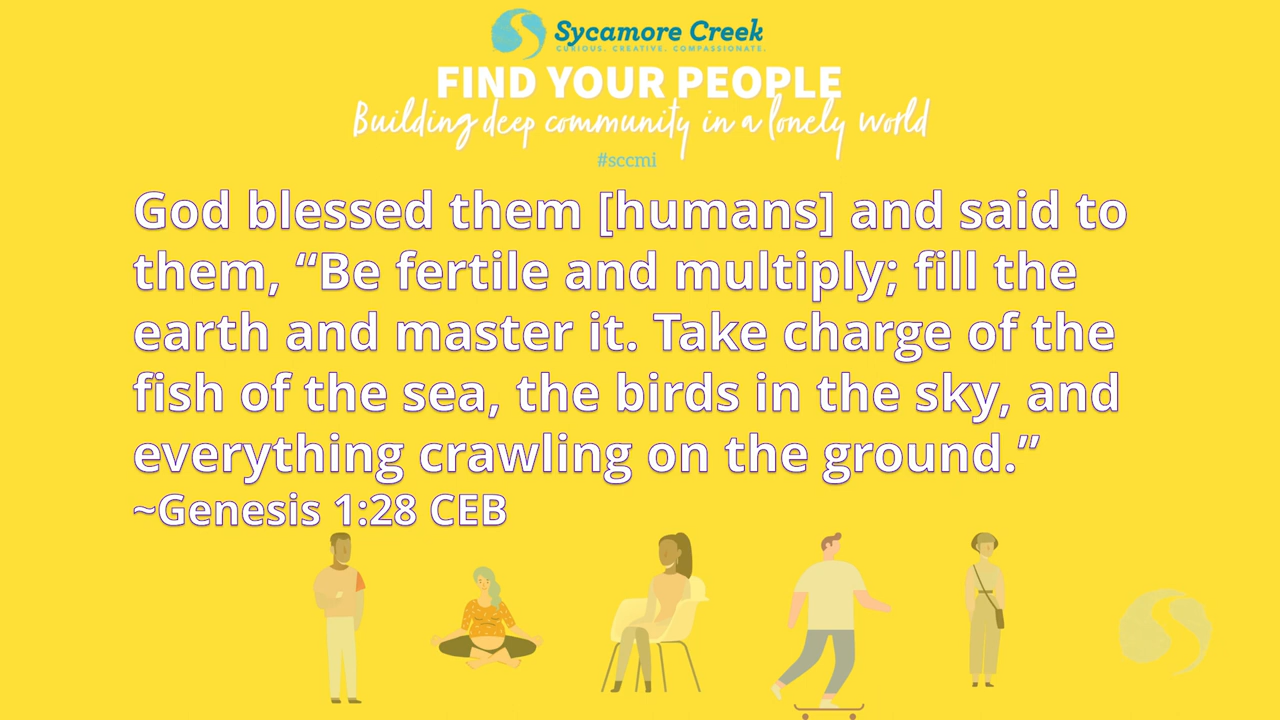 Sycamore Creek
CURIOUS. CREATIVE. COMPASSIONATE.
FIND YOUR PEOPLE
Building deep community in a lonely world
#sccmi
God blessed them [humans] and said to
them, “Be fertile and multiply; fill the
earth and master it. Take charge of the
fish of the sea, the birds in the sky, and
everything crawling on the ground.”
~Genesis 1:28 CEB